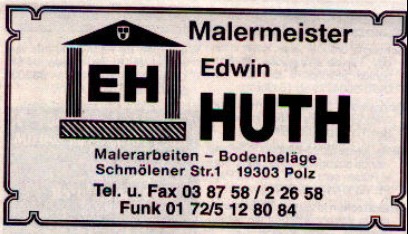 Malermeister
Edwin
EH
HUTH
Malerarbeiten – Bodenbeläge
Schmölener Str.1 19303 Polz
Tel. u. Fax 03 87 58 / 2 26 58
Funk 01 72/5 12 80 84